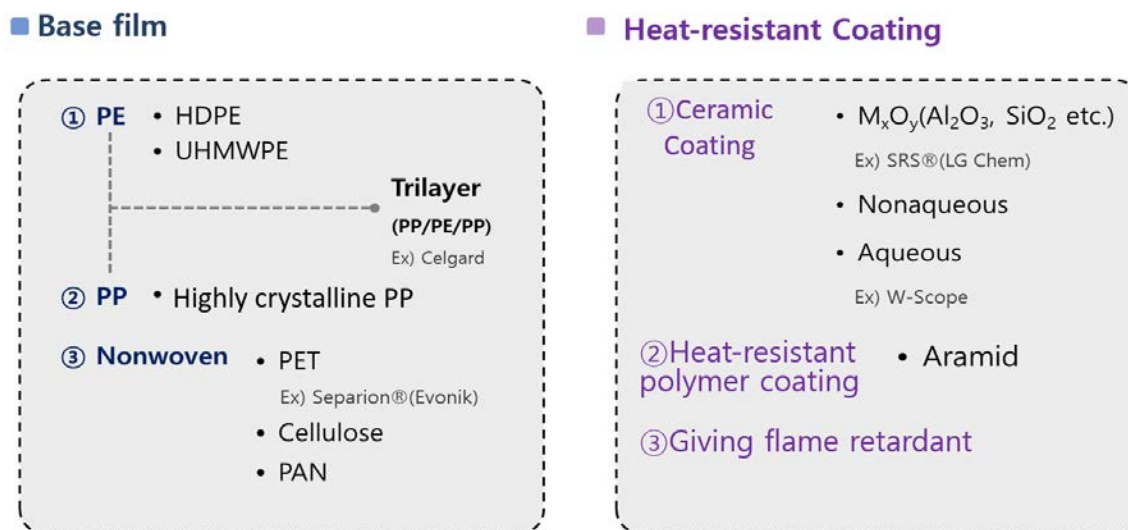 Base film
① PE • HDPE
• UHMWPE
Trilayer
(PP/PE/PP)
Ex) Celgard
② PP • Highly crystalline PP
③ Nonwoven • PET
Ex) Separion®(Evonik)
• Cellulose
• PAN
Heat-resistant Coating
①Ceramic • MₓOᵧ(Al₂O₃, SiO₂ etc.)
Coating
Ex) SRS®(LG Chem)
• Nonaqueous
• Aqueous
Ex) W-Scope
②Heat-resistant • Aramid
polymer coating
③Giving flame retardant